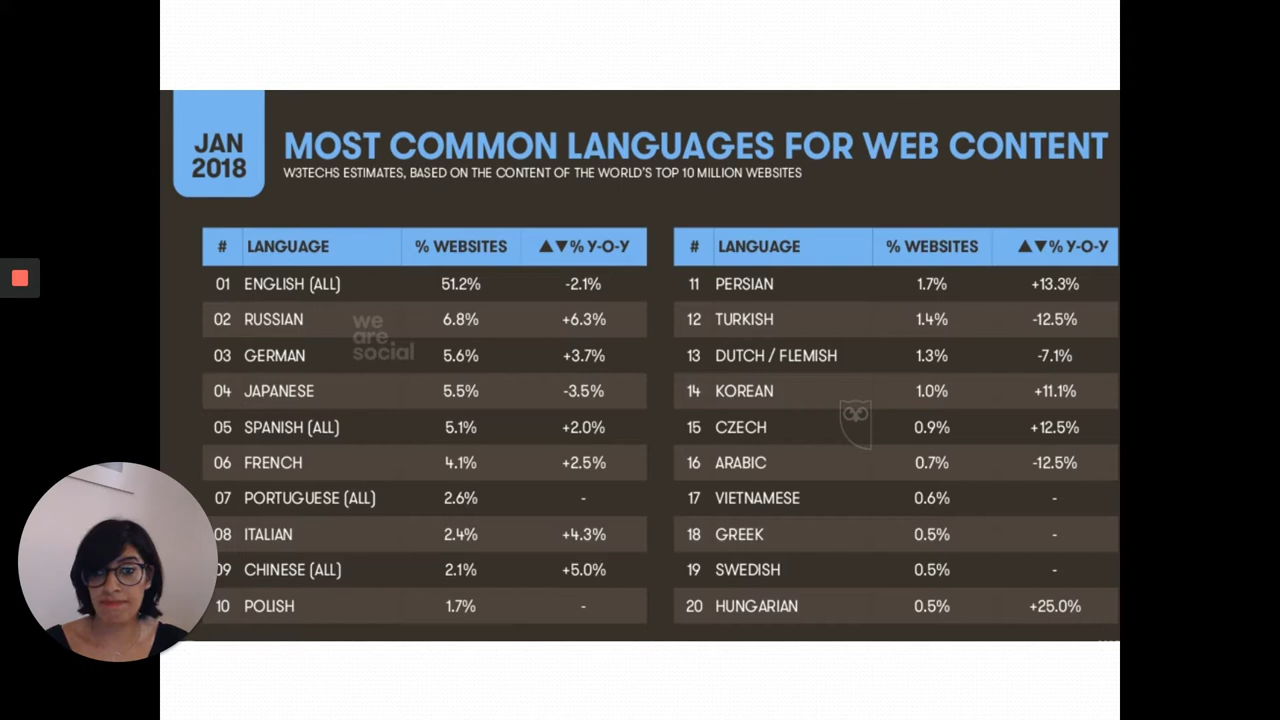 JAN
2018
MOST COMMON LANGUAGES FOR WEB CONTENT
W3TECHS ESTIMATES, BASED ON THE CONTENT OF THE WORLD'S TOP 10 MILLION WEBSITES
# LANGUAGE % WEBSITES ▲▼% Y-O-Y
01 ENGLISH (ALL) 51.2% -2.1%
02 RUSSIAN 6.8% +6.3%
03 GERMAN 5.6% +3.7%
04 JAPANESE 5.5% -3.5%
05 SPANISH (ALL) 5.1% +2.0%
06 FRENCH 4.1% +2.5%
07 PORTUGUESE (ALL) 2.6% -
08 ITALIAN 2.4% +4.3%
09 CHINESE (ALL) 2.1% +5.0%
10 POLISH 1.7% -
we
are
social
# LANGUAGE % WEBSITES ▲▼% Y-O-Y
11 PERSIAN 1.7% +13.3%
12 TURKISH 1.4% -12.5%
13 DUTCH / FLEMISH 1.3% -7.1%
14 KOREAN 1.0% +11.1%
15 CZECH 0.9% +12.5%
16 ARABIC 0.7% -12.5%
17 VIETNAMESE 0.6% -
18 GREEK 0.5% -
19 SWEDISH 0.5% -
20 HUNGARIAN 0.5% +25.0%